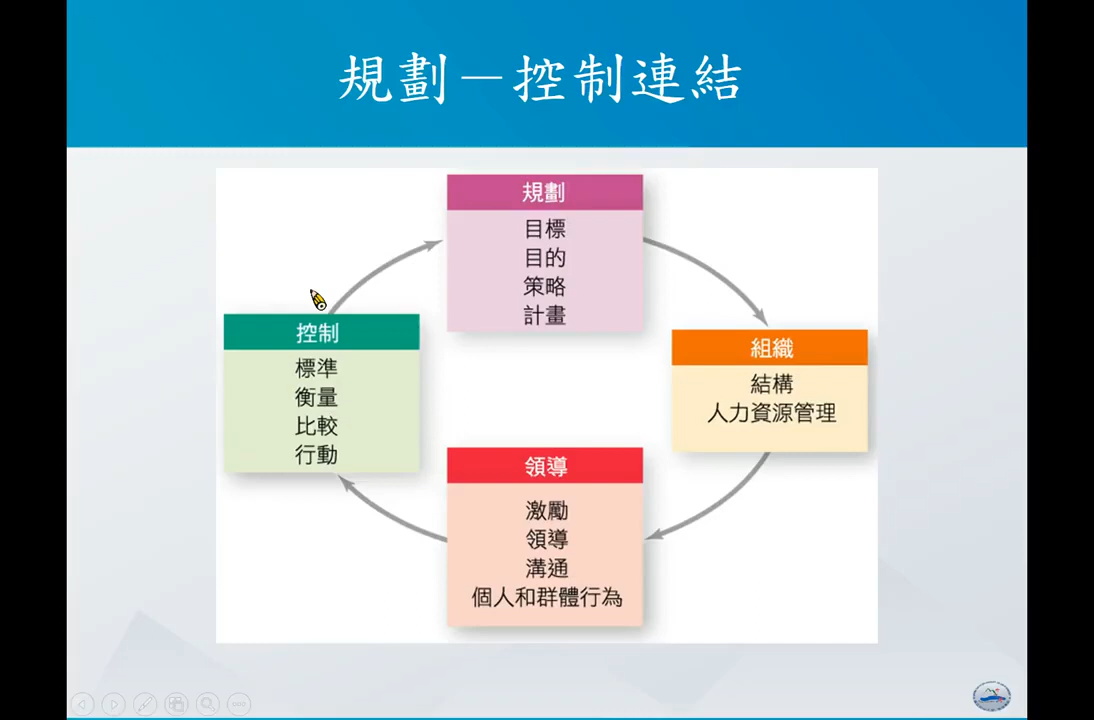 規劃－控制連結
規劃
目標
目的
策略
計畫
組織
結構
人力資源管理
領導
激勵
領導
溝通
個人和群體行為
控制
標準
衡量
比較
行動